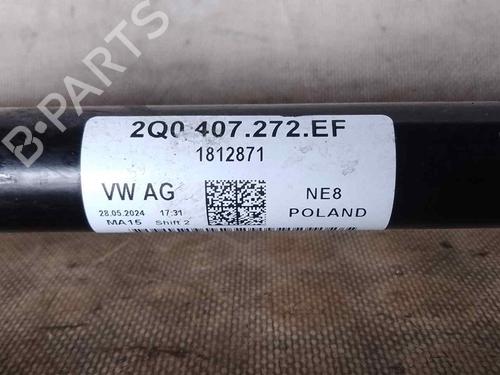 B-PARTS
2Q0 407.272.EF
1812871
VW AG
NE8
28.05.2024 17:31
POLAND
MA15 Shift 2